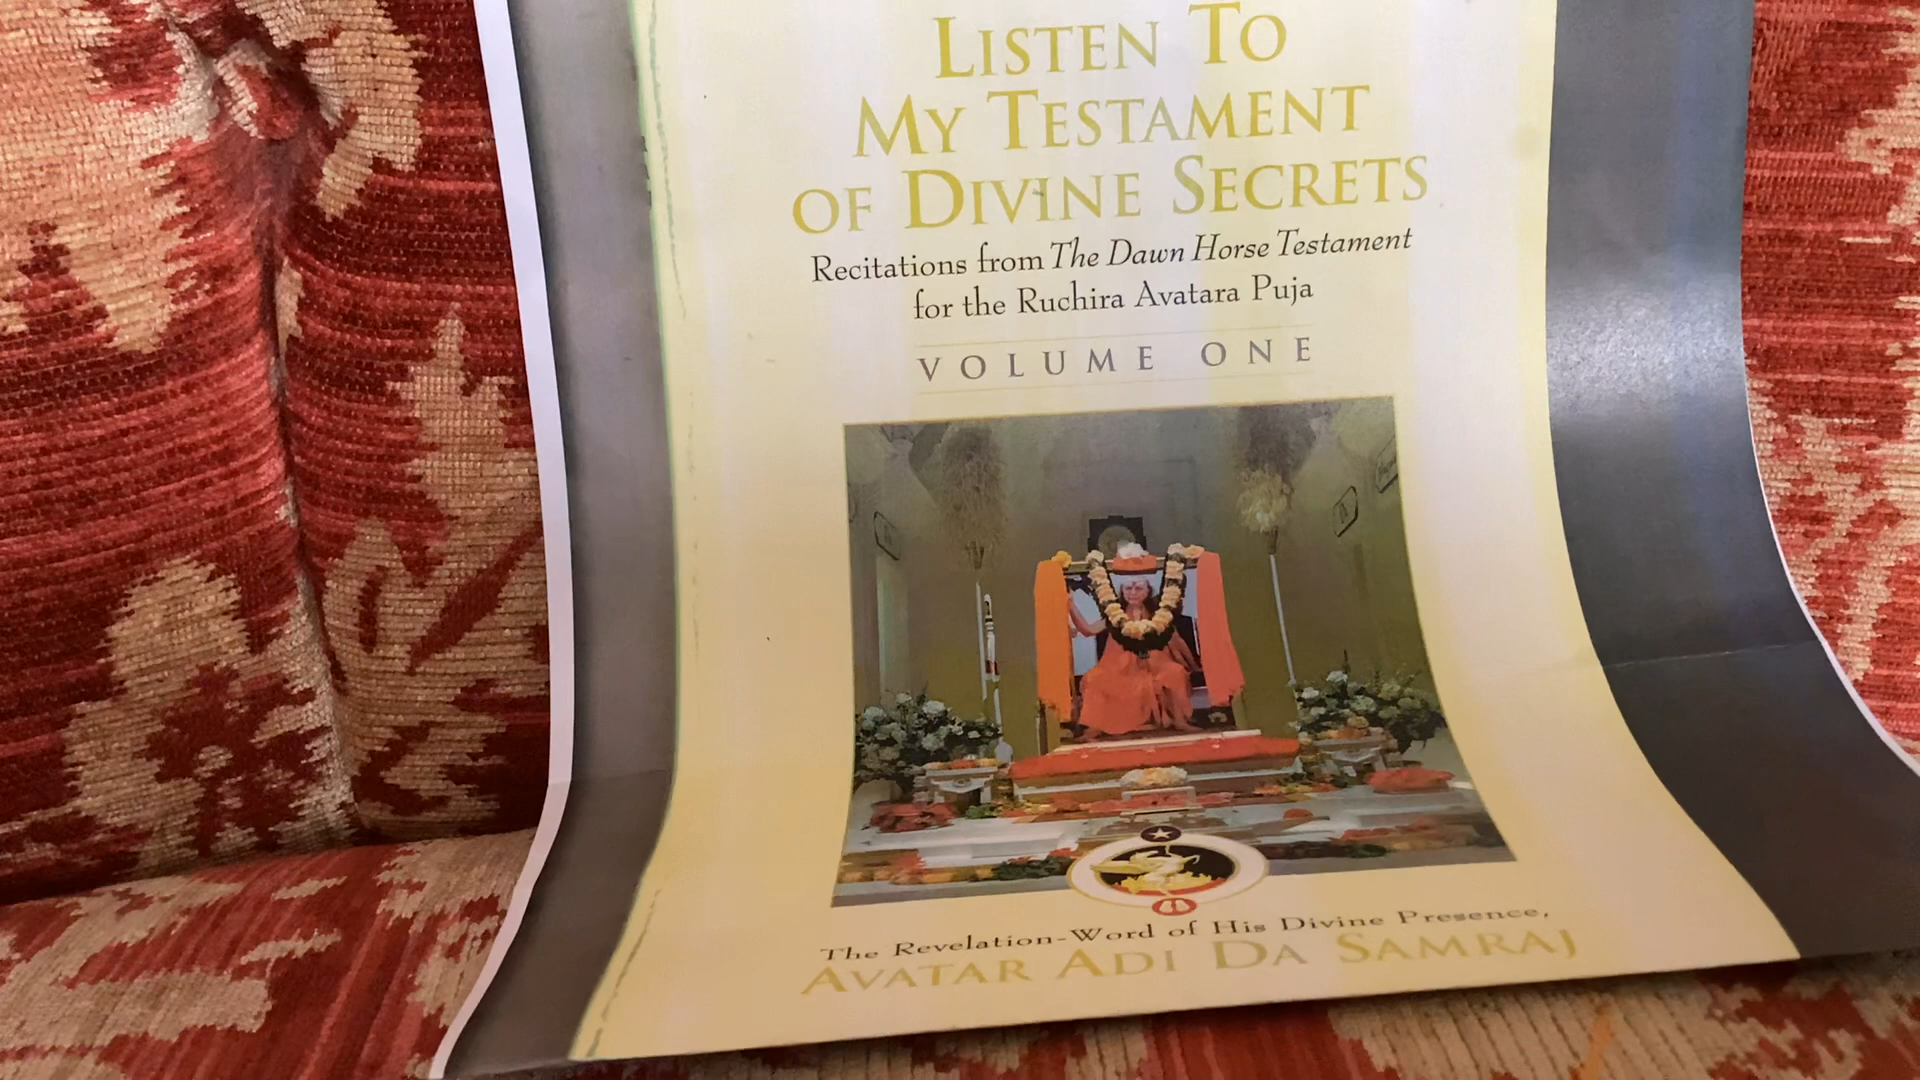 LISTEN TO
MY TESTAMENT
OF DIVINE SECRETS
Recitations from The Dawn Horse Testament
for the Ruchira Avatara Puja
VOLUME ONE
The Revelation-Word of His Divine Presence,
AVATAR ADI DA SAMRAJ